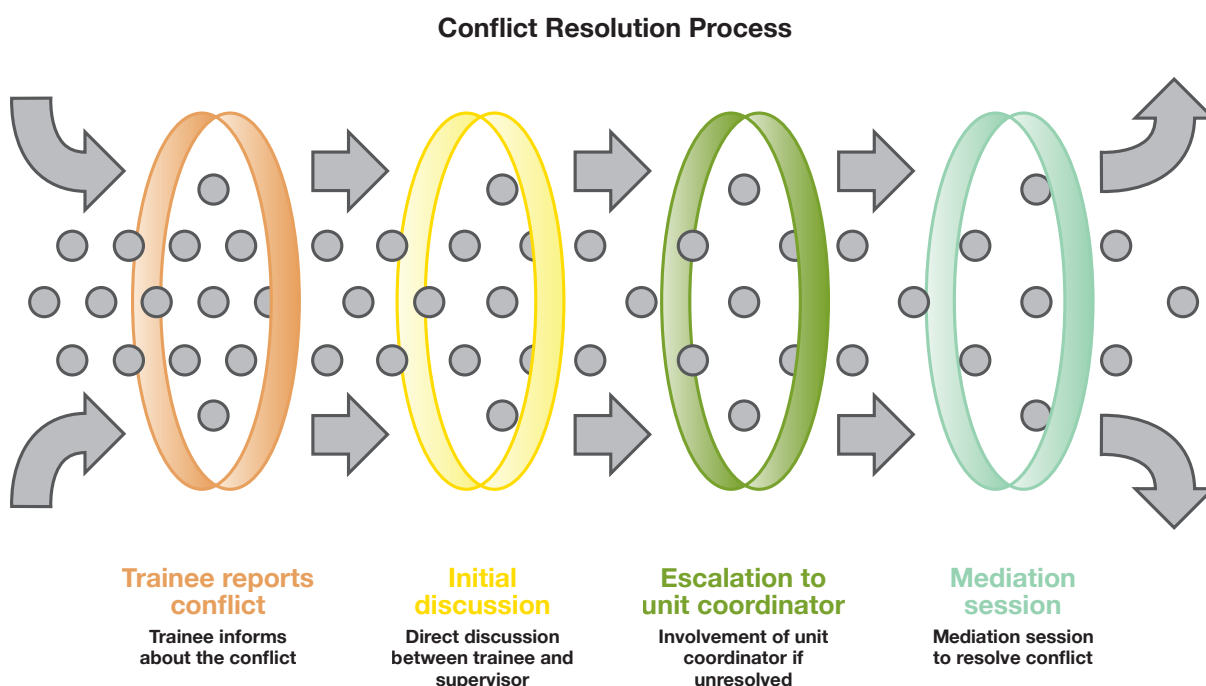 Conflict Resolution Process
Trainee reports
conflict
Trainee informs
about the conflict
Initial
discussion
Direct discussion
between trainee and
supervisor
Escalation to
unit coordinator
Involvement of unit
coordinator if
unresolved
Mediation
session
Mediation session
to resolve conflict